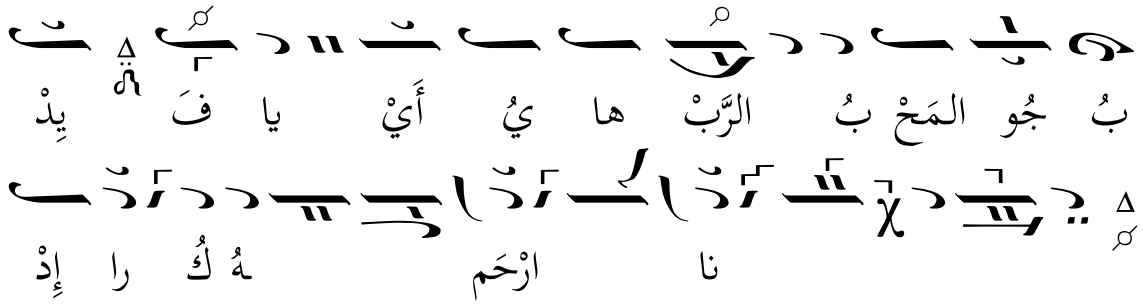 يِدْ فَ يا أَيْ يُ ها الرَّبْ بُ المَحْ جُو بُ
إِدْ را كُ هُ ارْحَم نا